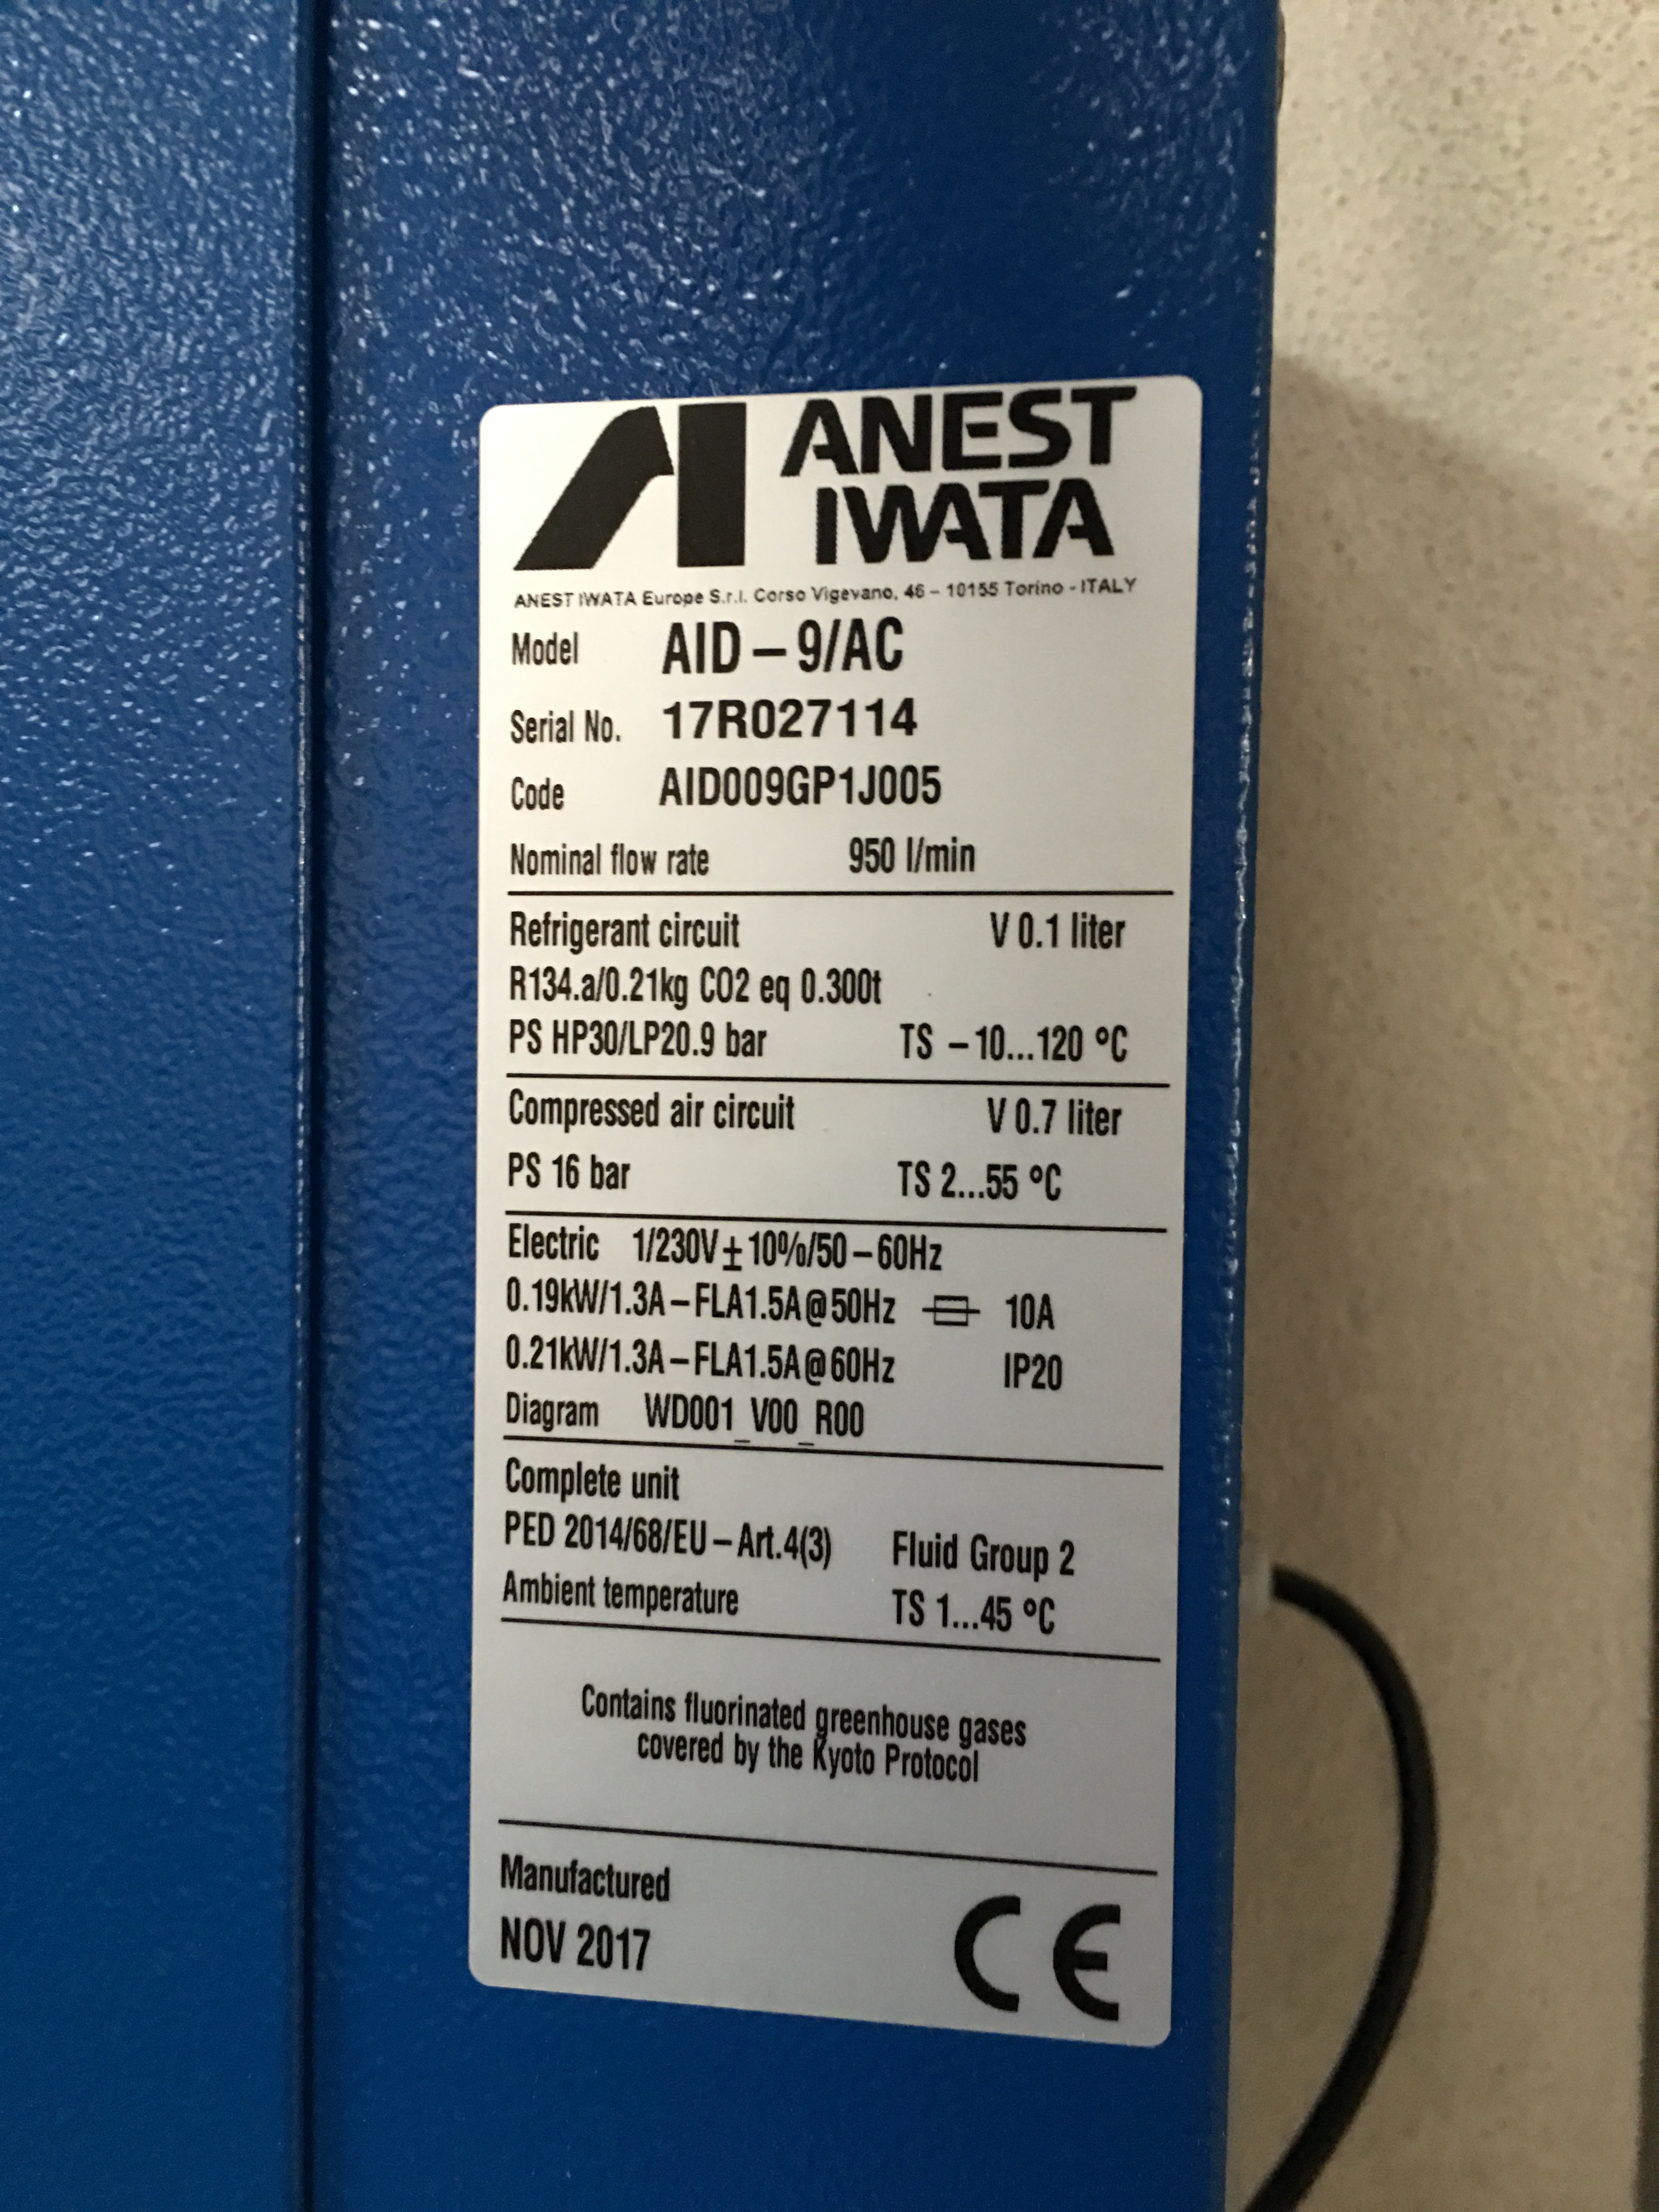 ANEST
IWATA
ANEST IWATA Europe S.r.l. Corso Vigevano, 46 – 10155 Torino - ITALY
Model AID – 9/AC
Serial No. 17R027114
Code AID009GP1J005
Nominal flow rate 950 l/min
Refrigerant circuit V 0.1 liter
R134.a/0.21kg CO2 eq 0.300t
PS HP30/LP20.9 bar TS –10...120 °C
Compressed air circuit V 0.7 liter
PS 16 bar TS 2...55 °C
Electric 1/230V±10%/50–60Hz
0.19kW/1.3A–FLA1.5A@50Hz 10A
0.21kW/1.3A–FLA1.5A@60Hz IP20
Diagram WD001_V00_R00
Complete unit
PED 2014/68/EU–Art.4(3) Fluid Group 2
Ambient temperature TS 1...45 °C
Contains fluorinated greenhouse gases
covered by the Kyoto Protocol
Manufactured
NOV 2017 CE